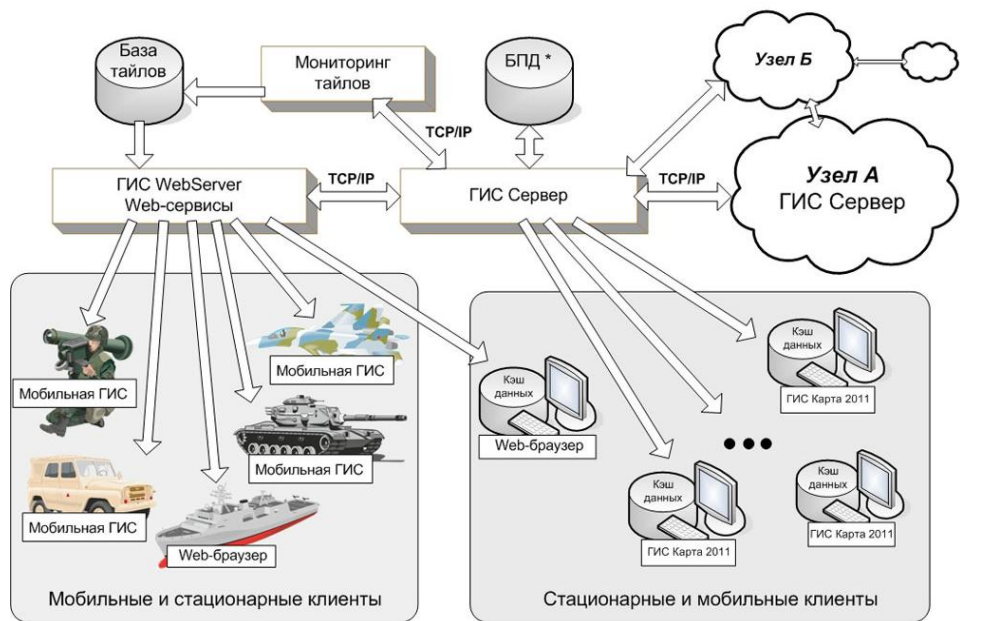 База
тайлов
Мониторинг
тайлов
БПД *
Узел Б
TCP/IP
ГИС WebServer
Web-сервисы
TCP/IP
ГИС Сервер
TCP/IP
Узел А
ГИС Сервер
Мобильная ГИС
Мобильная ГИС
Мобильная ГИС
Мобильная ГИС
Web-браузер
Мобильные и стационарные клиенты
Кэш
данных
Web-браузер
Кэш
данных
ГИС Карта 2011
Кэш
данных
ГИС Карта 2011
Кэш
данных
ГИС Карта 2011
Стационарные и мобильные клиенты